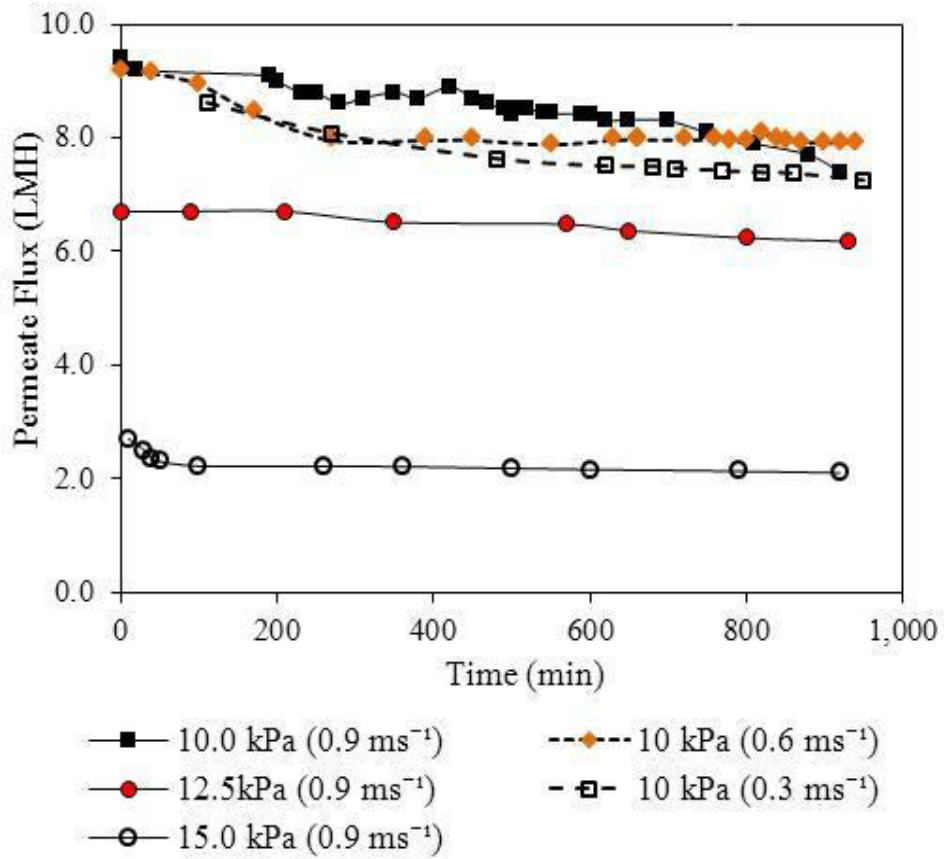 10.0
8.0
6.0
4.0
2.0
0.0
Permeate Flux (LMH)
0 200 400 600 800 1,000
Time (min)
10.0 kPa (0.9 ms⁻¹)
10 kPa (0.6 ms⁻¹)
12.5kPa (0.9 ms⁻¹)
10 kPa (0.3 ms⁻¹)
15.0 kPa (0.9 ms⁻¹)